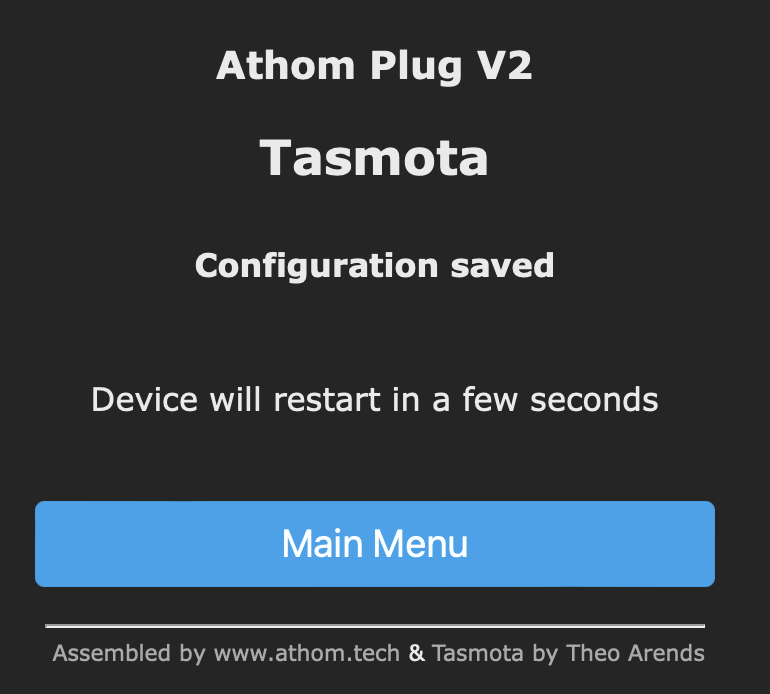 Athom Plug V2
Tasmota
Configuration saved
Device will restart in a few seconds
Main Menu
Assembled by www.athom.tech & Tasmota by Theo Arends